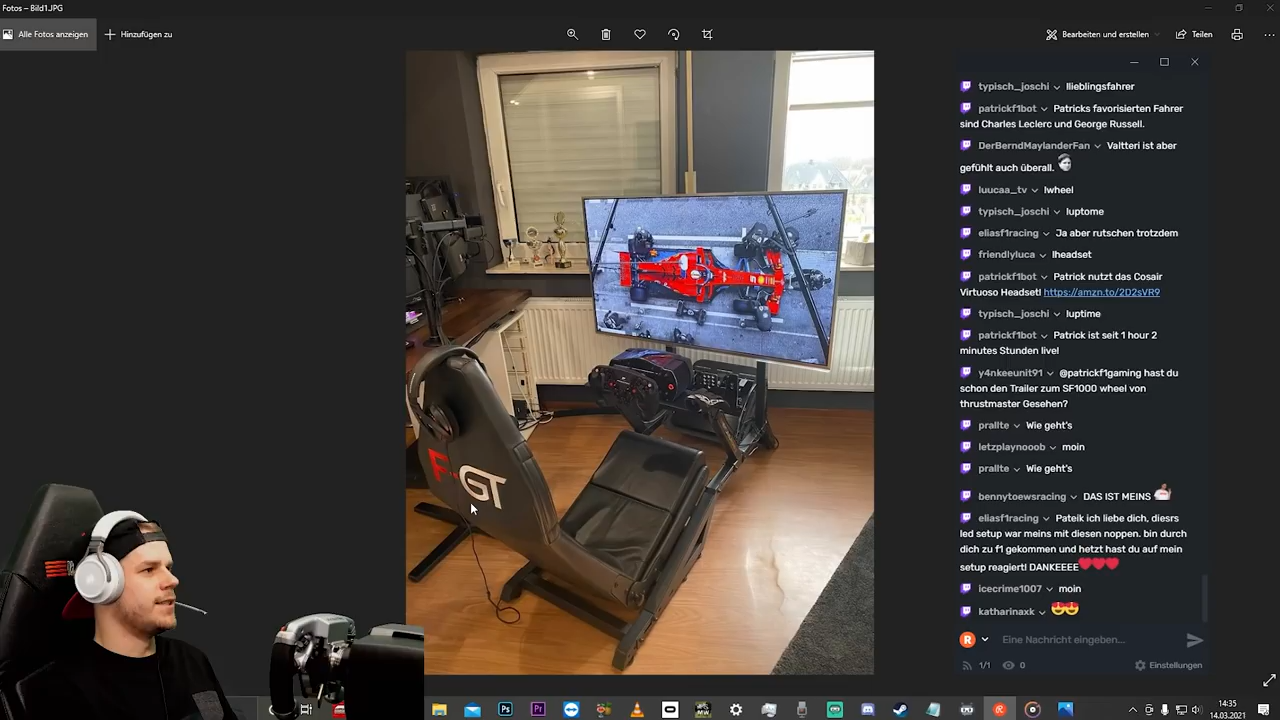 Fotos – Bild1.JPG
Alle Fotos anzeigen
Hinzufügen zu
Bearbeiten und erstellen
Teilen
typisch_joschi llieblingsfahrer
patrickf1bot Patricks favorisierten Fahrer
sind Charles Leclerc und George Russell.
DerBerndMaylanderFan Valtteri ist aber
gefühlt auch überall.
luucaa_tv !wheel
typisch_joschi !uptome
eliasf1racing Ja aber rutschen trotzdem
friendlyluca !headset
patrickf1bot Patrick nutzt das Cosair
Virtuoso Headset! https://amzn.to/2D2sVR9
typisch_joschi !uptime
patrickf1bot Patrick ist seit 1 hour 2
minutes Stunden live!
y4nkeeunit91 @patrickf1gaming hast du
schon den Trailer zum SF1000 wheel von
thrustmaster Gesehen?
prallte Wie geht's
letzplaynooob moin
prallte Wie geht's
bennytoewsracing DAS IST MEINS
eliasf1racing Pateik ich liebe dich, diesrs
led setup war meins mit diesen noppen. bin durch
dich zu f1 gekommen und hetzt hast du auf mein
setup reagiert! DANKEEEE
icecrime1007 moin
katharinaxk
R
Eine Nachricht eingeben...
1/1 0
Einstellungen
F-GT
Ps
Pr
14:35
14.03.2021